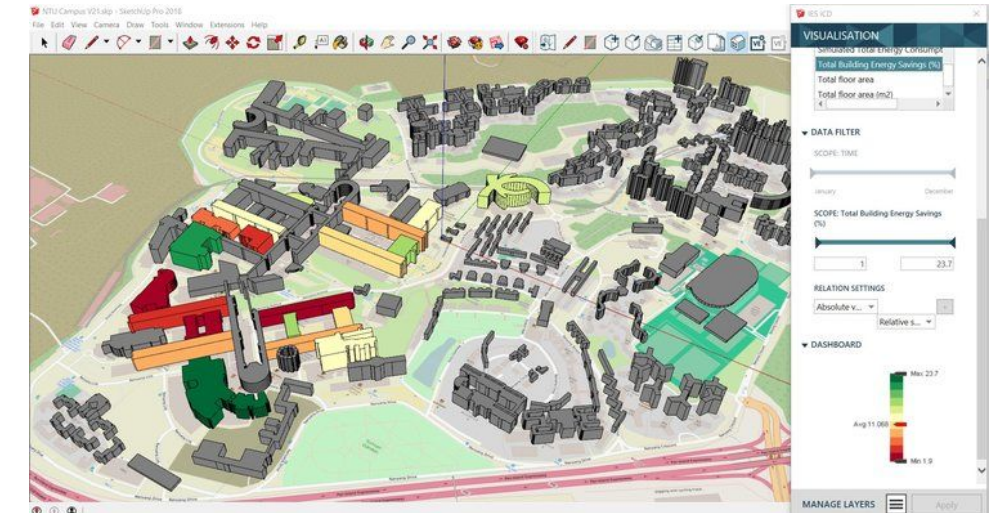 NTU-Campus V21.skp - SketchUp Pro 2018
File Edit View Camera Draw Tools Window Extensions Help
IES iCD
VISUALISATION
Simulated Total Energy Consumpt
Total Building Energy Savings (%)
Total floor area
Total floor area (m2)
DATA FILTER
SCOPE: TIME
January
December
SCOPE: Total Building Energy Savings
(%)
1
23.7
RELATION SETTINGS
Absolute v...
Relative s...
DASHBOARD
Max 23.7
Avg 11.068
Min 1.9
MANAGE LAYERS
Apply